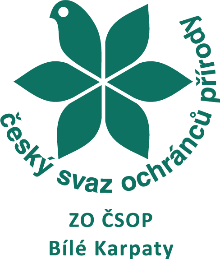 český svaz ochránců přírody
ZO ČSOP
Bílé Karpaty